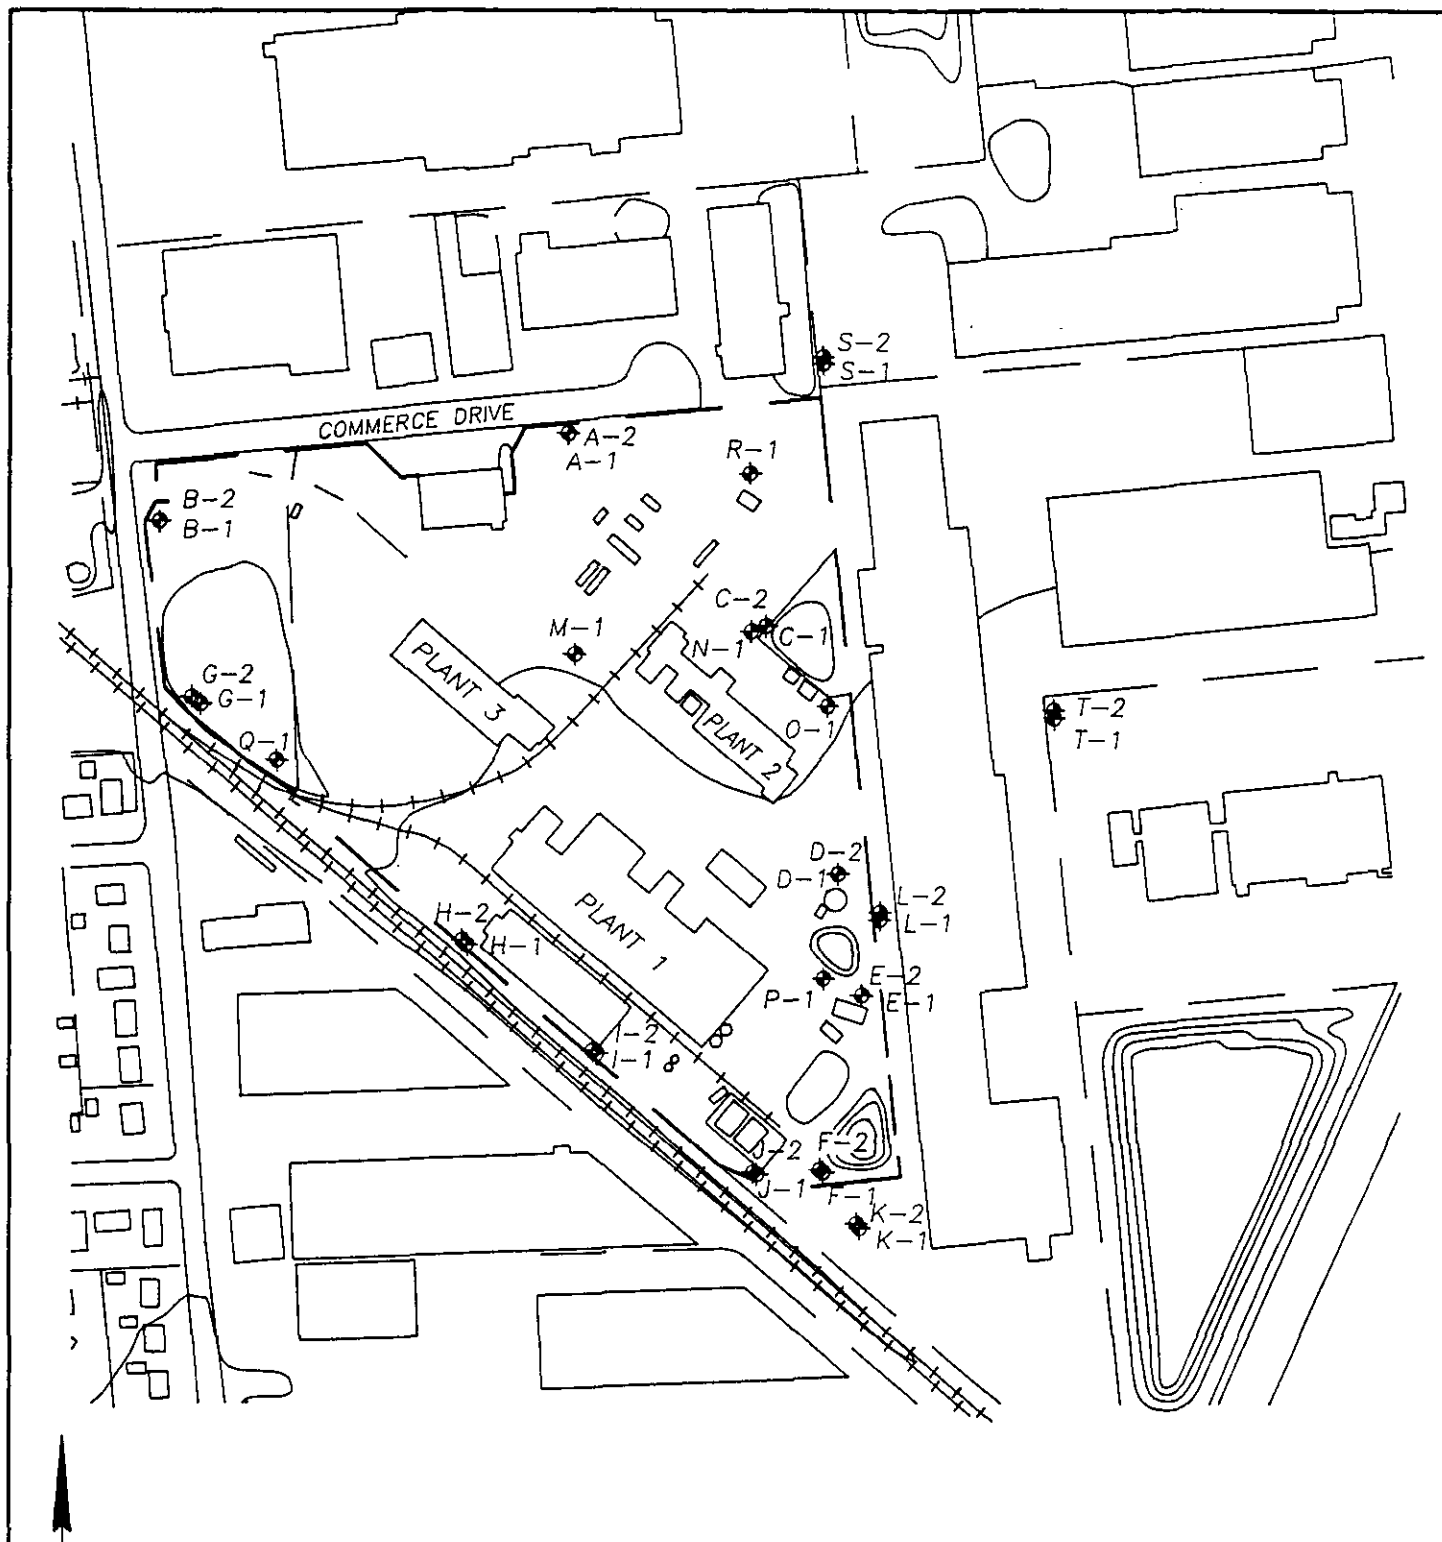 S-2
S-1
COMMERCE DRIVE
A-2
A-1
R-1
B-2
B-1
C-2
C-1
M-1
N-1
G-2
G-1
PLANT 3
O-1
T-2
T-1
PLANT 2
Q-1
D-2
D-1
L-2
L-1
PLANT 1
H-2
H-1
P-1
E-2
E-1
I-2
I-1
J-2
J-1
F-2
F-1
K-2
K-1